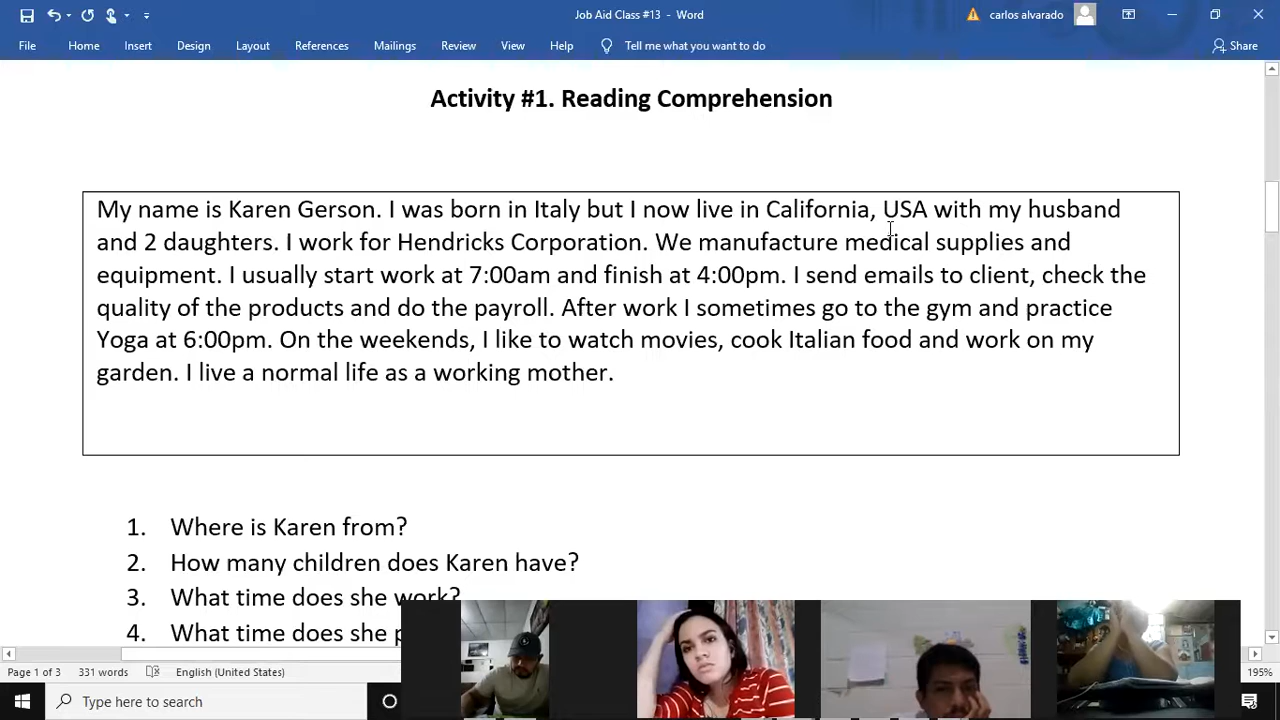 Job Aid Class #13 - Word
carlos alvarado
File Home Insert Design Layout References Mailings Review View Help Tell me what you want to do Share
Activity #1. Reading Comprehension
My name is Karen Gerson. I was born in Italy but I now live in California, USA with my husband
and 2 daughters. I work for Hendricks Corporation. We manufacture medical supplies and
equipment. I usually start work at 7:00am and finish at 4:00pm. I send emails to client, check the
quality of the products and do the payroll. After work I sometimes go to the gym and practice
Yoga at 6:00pm. On the weekends, I like to watch movies, cook Italian food and work on my
garden. I live a normal life as a working mother.
1. Where is Karen from?
2. How many children does Karen have?
3. What time does she work?
4. What time does she
Page 1 of 3 331 words English (United States) 195%
Type here to search